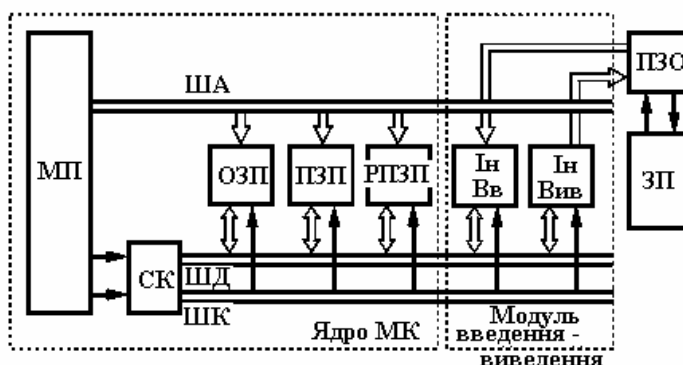 ПЗО
ША
МП
ОЗП
ПЗП
РПЗП
Ін
Вв
Ін
Вив
ЗП
СК
ШД
ШК
Ядро МК
Модуль
введення -
виведення